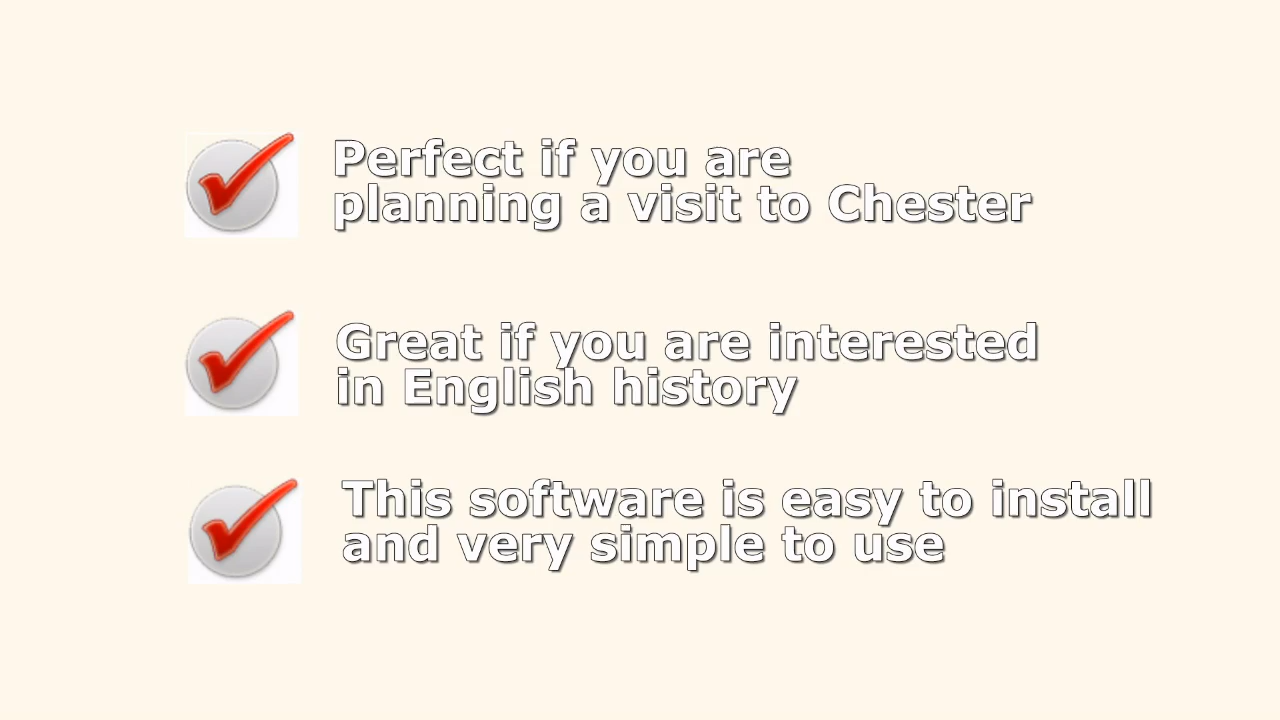 Perfect if you are
planning a visit to Chester
Great if you are interested
in English history
This software is easy to install
and very simple to use